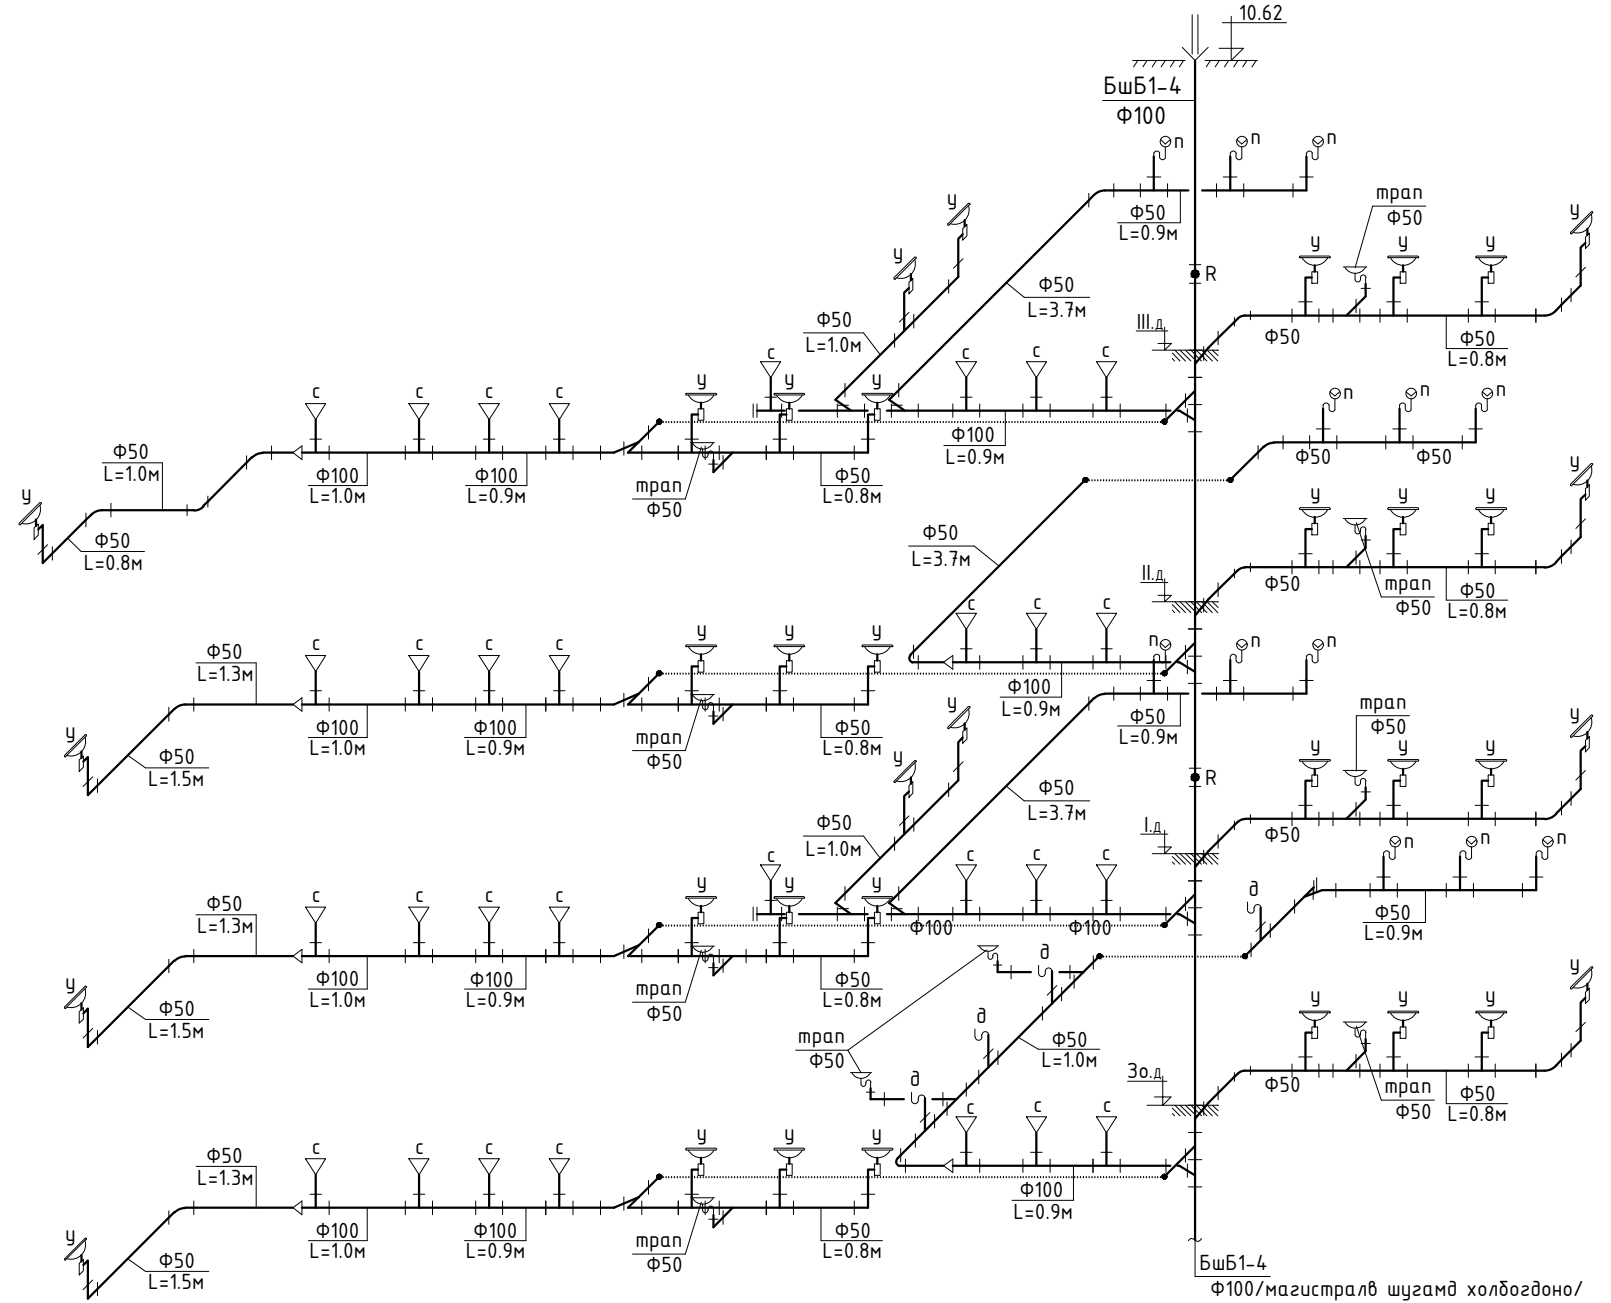 10.62
БшБ1-4
Ф100
п
п
п
Ф50
L=0.9м
трап
Ф50
у
у
у
у
у
у
R
Ф50
L=3.7м
Ф50
L=1.0м
III.д
Ф50
Ф50
L=0.8м
с
с
с
с
с
с
с
с
у
у
у
п
п
п
Ф50
Ф50
Ф100
L=0.9м
Ф50
L=1.0м
Ф100
L=1.0м
Ф100
L=0.9м
трап
Ф50
Ф50
L=0.8м
у
Ф50
L=0.8м
Ф50
L=3.7м
у
у
у
у
II.д
Ф50
трап
Ф50
Ф50
L=0.8м
с
с
с
п
п
п
с
с
с
с
у
у
у
Ф50
L=1.3м
Ф100
L=0.9м
Ф50
L=0.9м
Ф100
L=1.0м
Ф100
L=0.9м
трап
Ф50
Ф50
L=0.8м
у
Ф50
L=1.5м
у
у
трап
Ф50
у
у
у
у
R
Ф50
L=3.7м
Ф50
L=1.0м
I.д
Ф50
Ф50
L=0.8м
п
п
п
с
с
с
с
с
с
с
с
у
у
у
д
Ф50
L=0.9м
Ф50
L=1.3м
Ф100
Ф100
Ф100
L=1.0м
Ф100
L=0.9м
трап
Ф50
Ф50
L=0.8м
у
Ф50
L=1.5м
д
д
д
трап
Ф50
Ф50
L=1.0м
у
у
у
у
Зо.д
Ф50
трап
Ф50
Ф50
L=0.8м
с
с
с
с
с
с
с
у
у
у
Ф50
L=1.3м
Ф100
L=0.9м
Ф100
L=1.0м
Ф100
L=0.9м
трап
Ф50
Ф50
L=0.8м
у
Ф50
L=1.5м
БшБ1-4
Ф100/магистралв шугамд холбогдоно/